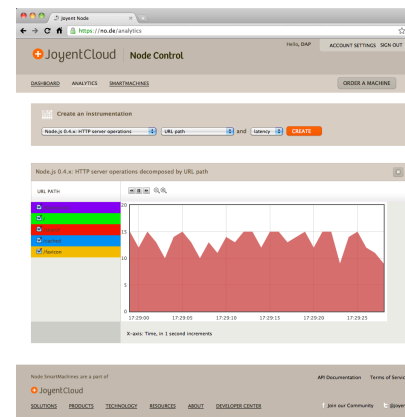 Joyent Node
https://no.de/analytics
Hello, DAP ACCOUNT SETTINGS SIGN OUT
JoyentCloud Node Control
DASHBOARD ANALYTICS SMARTMACHINES ORDER A MACHINE
Create an instrumentation
Node.js 0.4.x: HTTP server operations URL path and latency CREATE
Node.js 0.4.x: HTTP server operations decomposed by URL path
URL PATH
/favicon
20
15
10
5
0
17:29:00 17:29:05 17:29:10 17:29:15 17:29:20 17:29:25
X-axis: Time, in 1 second increments
Node SmartMachines are a part of API Documentation Terms of Servic
JoyentCloud
SOLUTIONS PRODUCTS TECHNOLOGY RESOURCES ABOUT DEVELOPER CENTER Join our Community @joyen